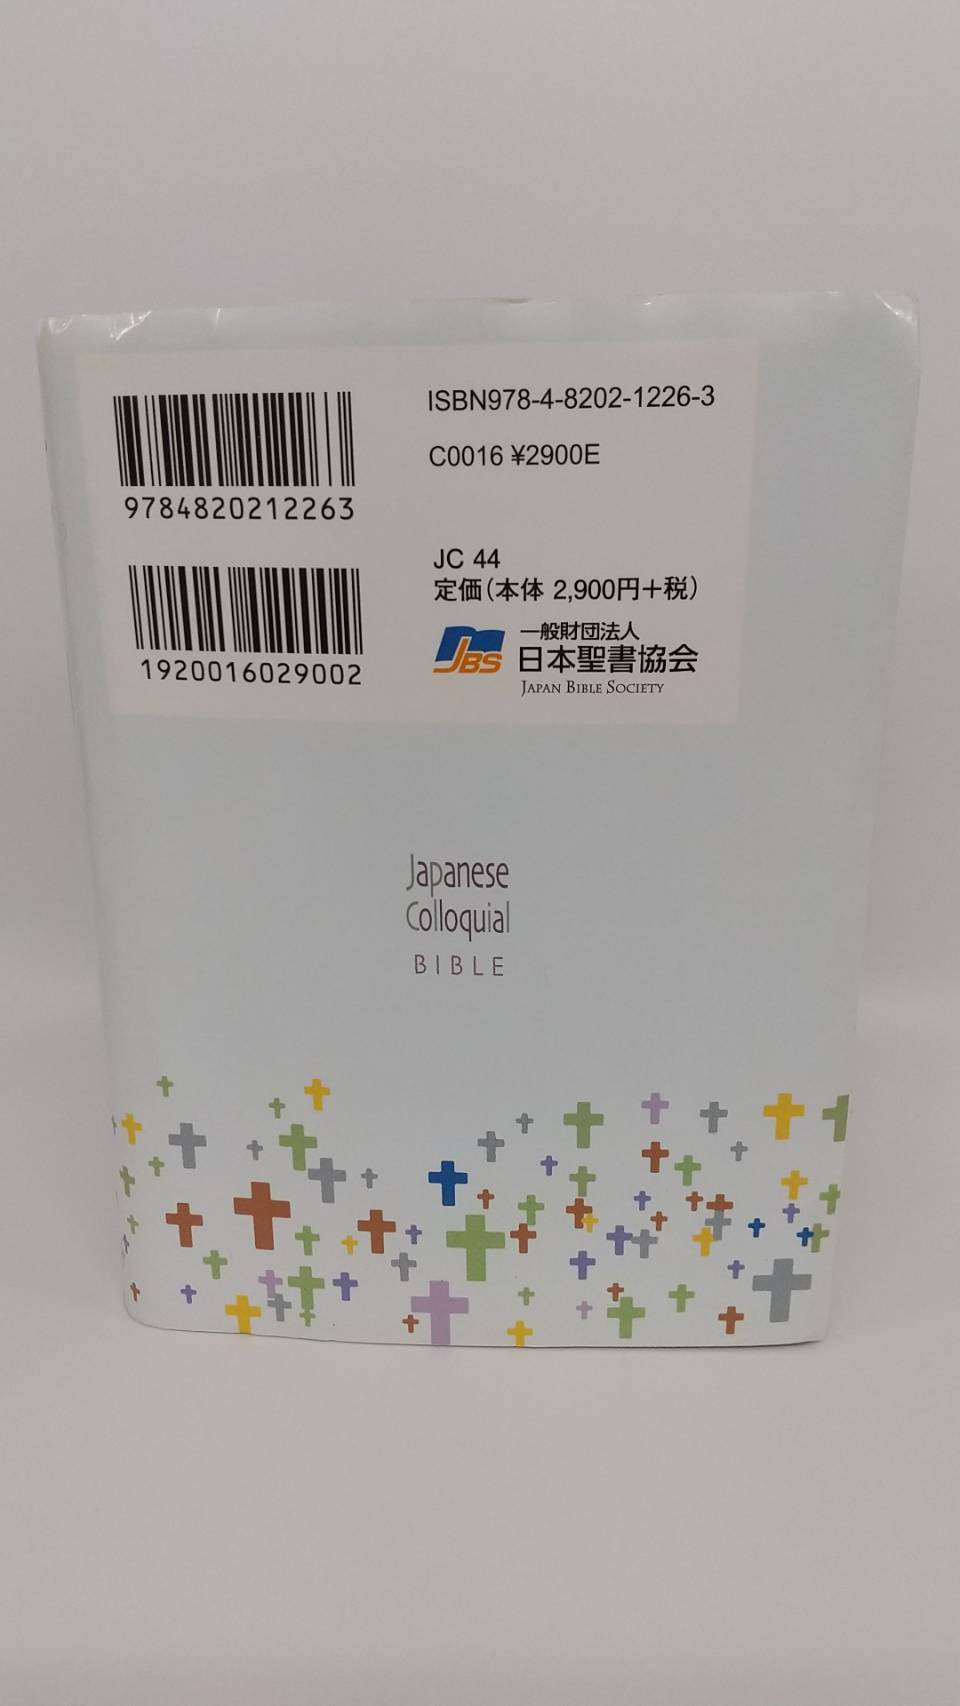 ISBN978-4-8202-1226-3
C0016 ¥2900E
9784820212263
JC 44
定価(本体 2,900円+税)
1920016029002
JBS
一般財団法人
日本聖書協会
JAPAN BIBLE SOCIETY
Japanese
Colloquial
BIBLE